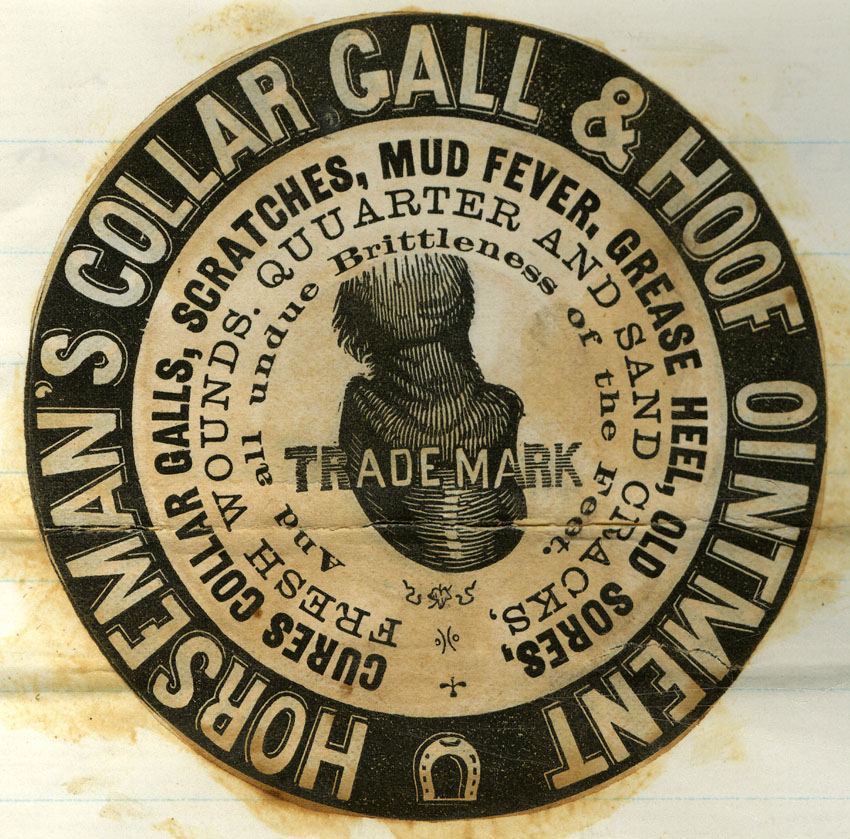 HORSEMAN'S COLLAR GALL & HOOF OINTMENT
CURES COLLAR GALLS, SCRATCHES, MUD FEVER. GREASE HEEL, OLD SORES,
FRESH WOUNDS. QUUARTER AND SAND CRACKS,
And all undue Brittleness of the Feet.
TRADE MARK